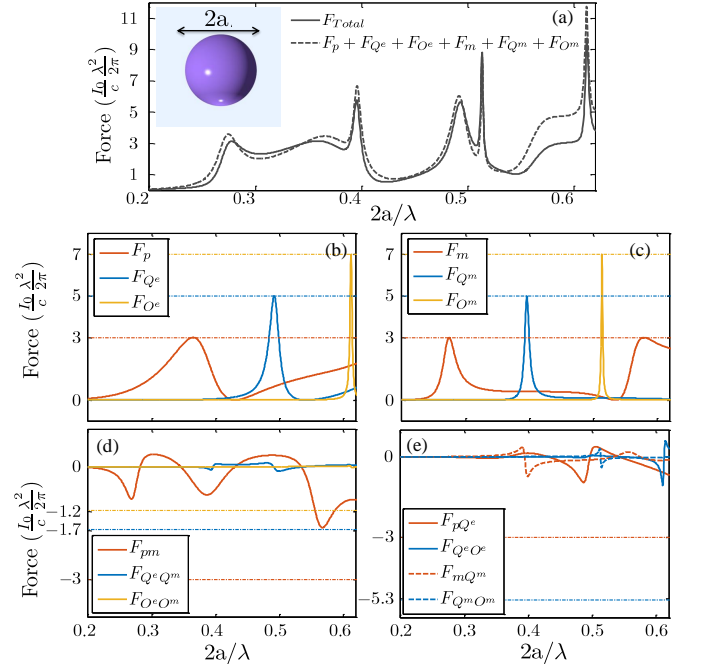 (a)
2a.
F_Total
F_p + F_{Q^e} + F_{O^e} + F_m + F_{Q^m} + F_{O^m}
Force (I_0/c λ^2/2π)
11
9
7
5
3
1
0.2 0.3 0.4 0.5 0.6
2a/λ
(b)
F_p
F_{Q^e}
F_{O^e}
Force (I_0/c λ^2/2π)
7
5
3
0
(c)
F_m
F_{Q^m}
F_{O^m}
7
5
3
0
(d)
Force (I_0/c λ^2/2π)
0
−1.2
−1.7
−3
F_{pm}
F_{Q^eQ^m}
F_{O^eO^m}
0.2 0.3 0.4 0.5 0.6
2a/λ
(e)
0
−3
−5.3
F_{pQ^e}
F_{Q^eO^e}
F_{mQ^m}
F_{Q^mO^m}
0.2 0.3 0.4 0.5 0.6
2a/λ